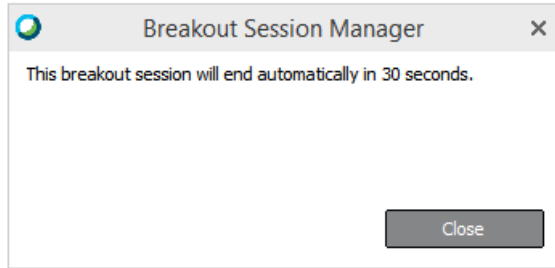 Breakout Session Manager
This breakout session will end automatically in 30 seconds.
Close